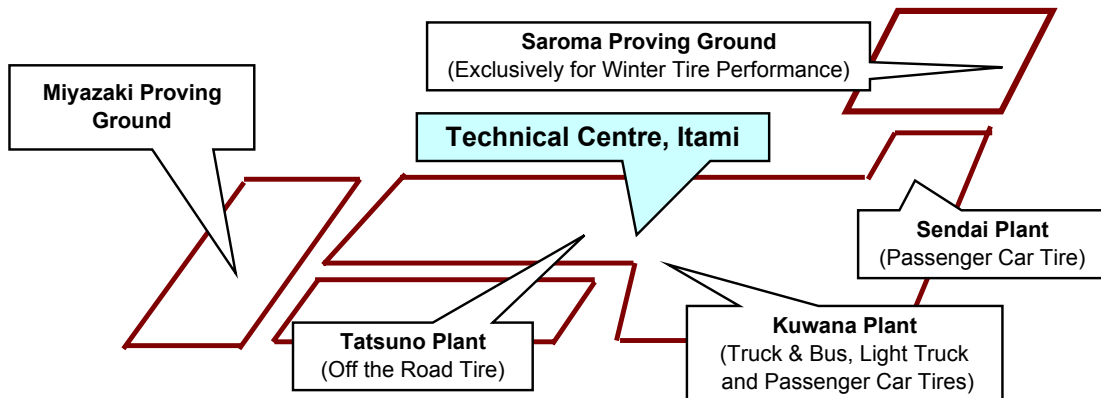 Saroma Proving Ground
(Exclusively for Winter Tire Performance)
Miyazaki Proving
Ground
Technical Centre, Itami
Sendai Plant
(Passenger Car Tire)
Tatsuno Plant
(Off the Road Tire)
Kuwana Plant
(Truck & Bus, Light Truck
and Passenger Car Tires)